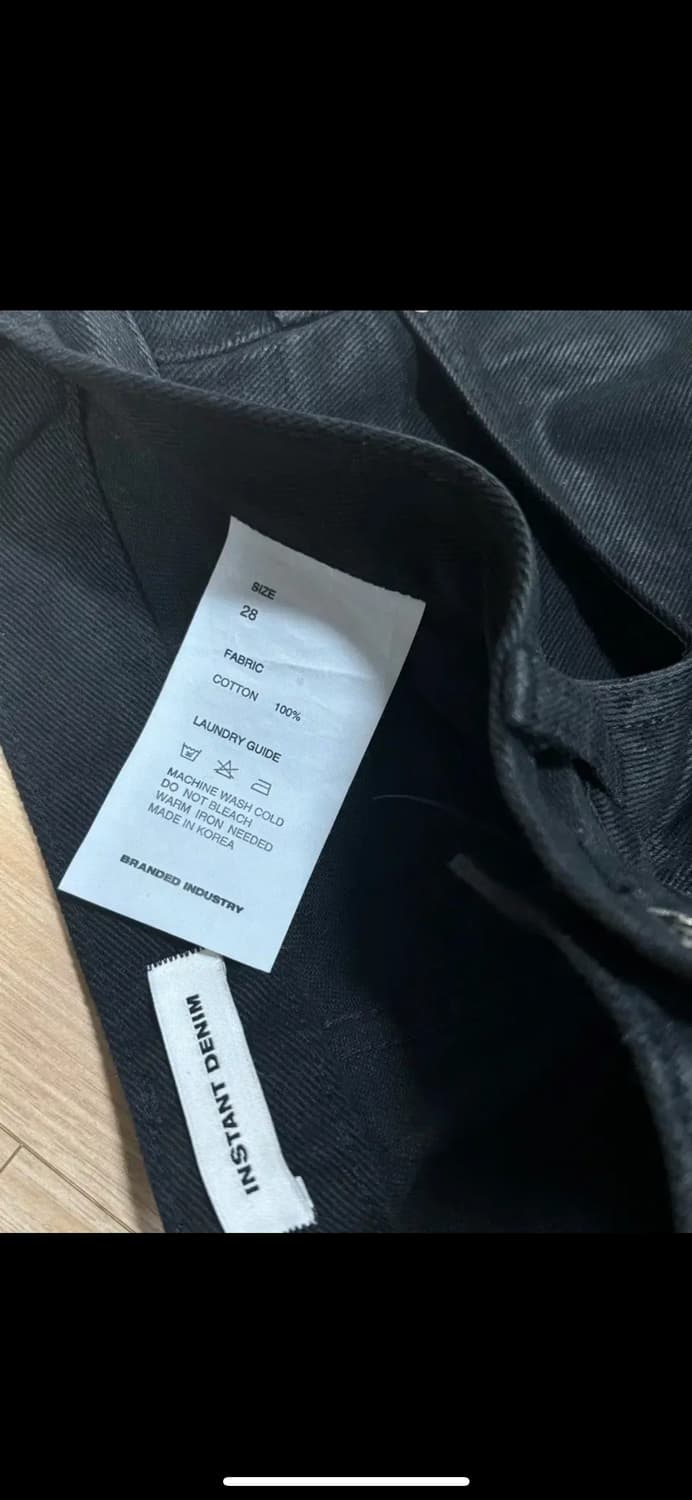 SIZE
28
FABRIC
COTTON 100%
LAUNDRY GUIDE
MACHINE WASH COLD
DO NOT BLEACH
WARM IRON NEEDED
MADE IN KOREA
BRANDED INDUSTRY
INSTANT DENIM